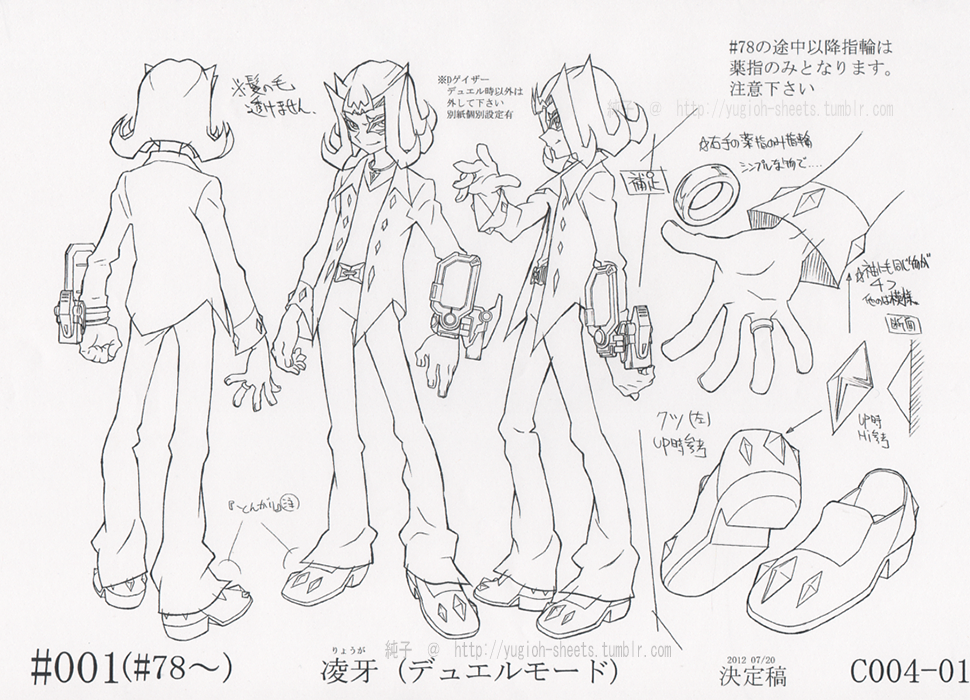 #78の途中以降指輪は
薬指のみとなります。
注意下さい
※髪の毛
透けません.
※Dゲイザー
デュエル時以外は
外して下さい
別紙個別設定有
純子 @ http://yugioh-sheets.tumblr.com/
☆右手の薬指のみ指輪
シンプルな物で....
補足
☆袖にも同じ物が
4つ
他のは模様
断面
UP時
Hi参考
クツ(左)
UP時参考
純子 @ http://yugioh-sheets.tumblr.com/
#001(#78～)
りょうが
凌牙 (デュエルモード)
2012 07/20
決定稿
C004-01